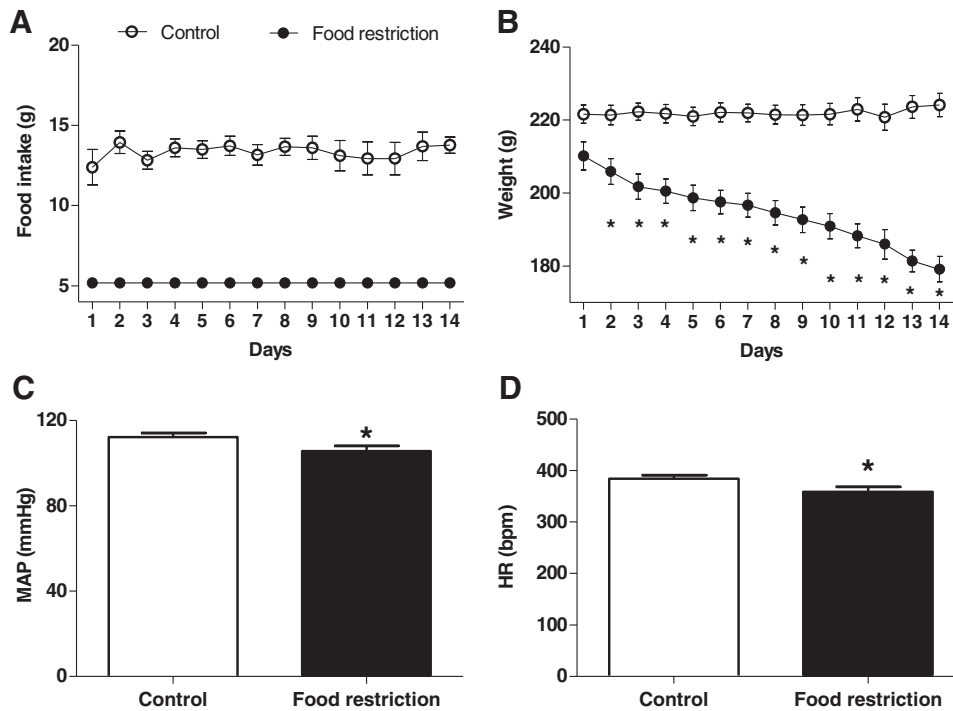 A
Control
Food restriction
20
15
10
5
Food intake (g)
1 2 3 4 5 6 7 8 9 10 11 12 13 14
Days
B
240
220
200
180
Weight (g)
* * * * * * * * * * * * *
1 2 3 4 5 6 7 8 9 10 11 12 13 14
Days
C
120
80
40
0
MAP (mmHg)
*
Control
Food restriction
D
500
400
300
200
100
0
HR (bpm)
*
Control
Food restriction